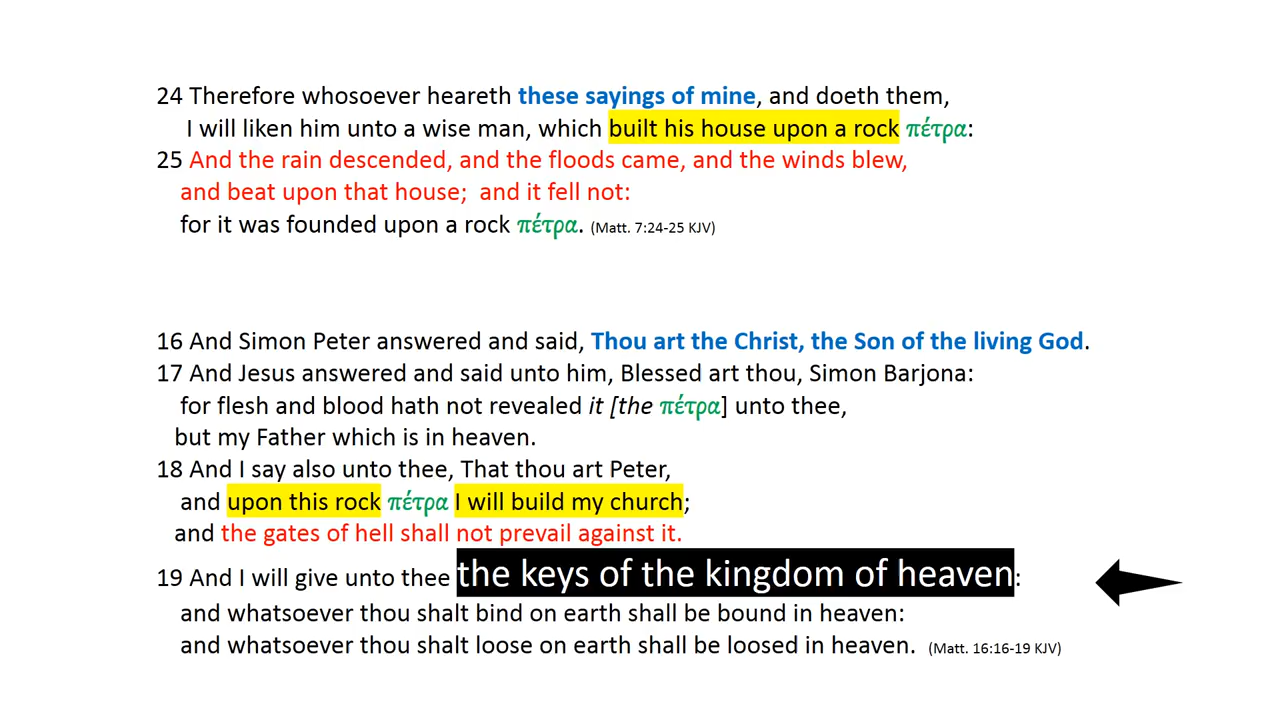 24 Therefore whosoever heareth these sayings of mine, and doeth them,
I will liken him unto a wise man, which built his house upon a rock πέτρα:
25 And the rain descended, and the floods came, and the winds blew,
and beat upon that house; and it fell not:
for it was founded upon a rock πέτρα. (Matt. 7:24-25 KJV)
16 And Simon Peter answered and said, Thou art the Christ, the Son of the living God.
17 And Jesus answered and said unto him, Blessed art thou, Simon Barjona:
for flesh and blood hath not revealed it [the πέτρα] unto thee,
but my Father which is in heaven.
18 And I say also unto thee, That thou art Peter,
and upon this rock πέτρα I will build my church;
and the gates of hell shall not prevail against it.
19 And I will give unto thee the keys of the kingdom of heaven:
and whatsoever thou shalt bind on earth shall be bound in heaven:
and whatsoever thou shalt loose on earth shall be loosed in heaven. (Matt. 16:16-19 KJV)